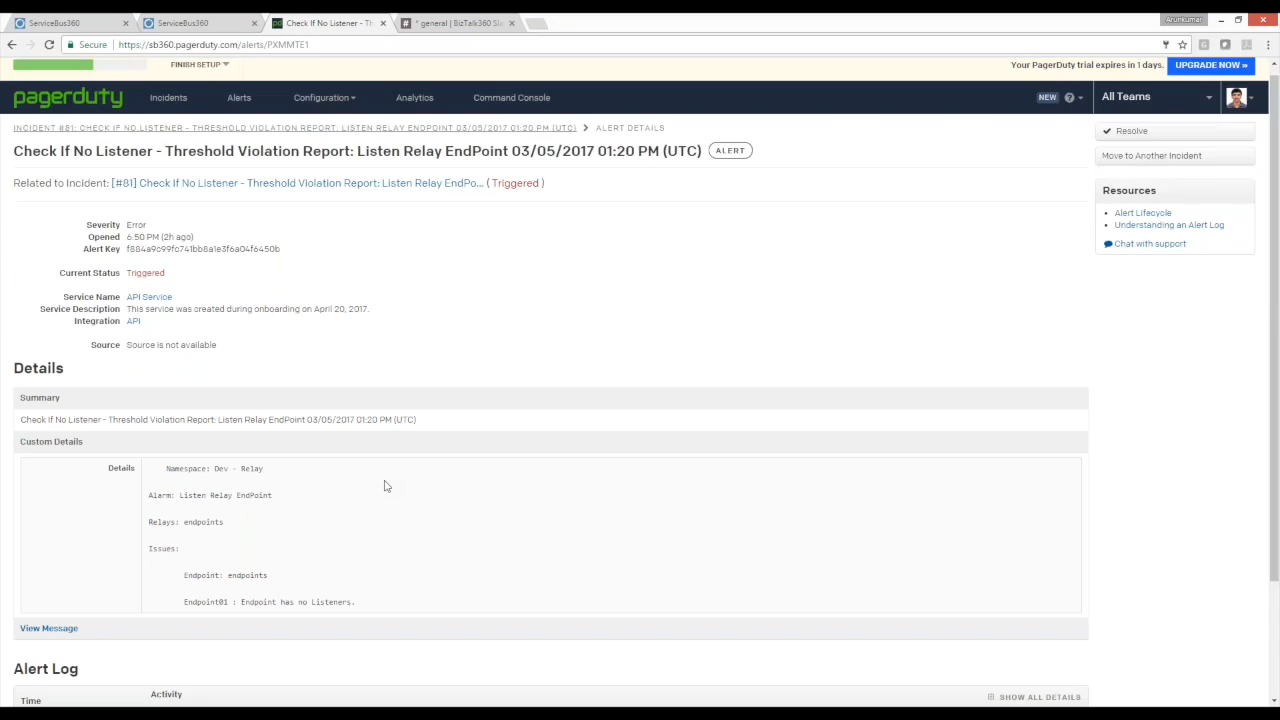 ServiceBus360
ServiceBus360
Check If No Listener - Thr
* general | BizTalk360 Sla
Arunkumar
Secure
https://sb360.pagerduty.com/alerts/PXMMTE1
FINISH SETUP
Your PagerDuty trial expires in 1 days.
UPGRADE NOW »
pagerduty
Incidents
Alerts
Configuration
Analytics
Command Console
NEW
?
All Teams
INCIDENT #81: CHECK IF NO LISTENER - THRESHOLD VIOLATION REPORT: LISTEN RELAY ENDPOINT 03/05/2017 01:20 PM (UTC) > ALERT DETAILS
Check If No Listener - Threshold Violation Report: Listen Relay EndPoint 03/05/2017 01:20 PM (UTC) ALERT
Related to Incident: [#81] Check If No Listener - Threshold Violation Report: Listen Relay EndPo... ( Triggered )
Severity Error
Opened 6:50 PM (2h ago)
Alert Key f884a9c99fc741bb8a1e3f6a04f6450b
Current Status Triggered
Service Name API Service
Service Description This service was created during onboarding on April 20, 2017.
Integration API
Source Source is not available
Details
Summary
Check If No Listener - Threshold Violation Report: Listen Relay EndPoint 03/05/2017 01:20 PM (UTC)
Custom Details
Details
Namespace: Dev - Relay
Alarm: Listen Relay EndPoint
Relays: endpoints
Issues:
Endpoint: endpoints
Endpoint01 : Endpoint has no Listeners.
View Message
Alert Log
Time
Activity
SHOW ALL DETAILS
Resolve
Move to Another Incident
Resources
Alert Lifecycle
Understanding an Alert Log
Chat with support